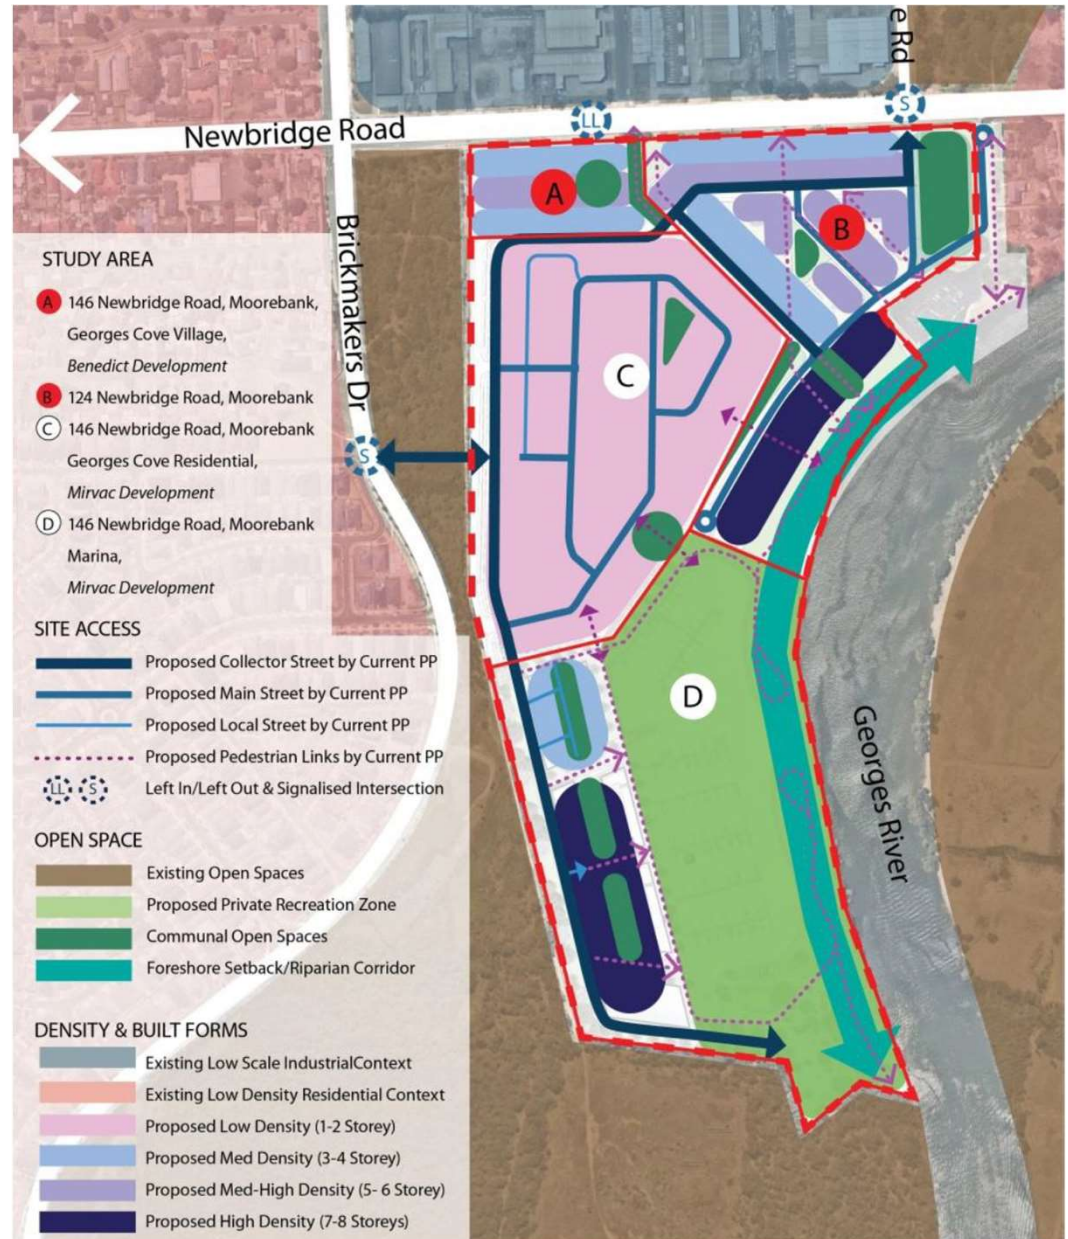 e Rd
S
LL
Newbridge Road
Brickmakers Dr
A
B
C
S
D
Georges River
STUDY AREA
A 146 Newbridge Road, Moorebank,
Georges Cove Village,
Benedict Development
B 124 Newbridge Road, Moorebank
C 146 Newbridge Road, Moorebank
Georges Cove Residential,
Mirvac Development
D 146 Newbridge Road, Moorebank
Marina,
Mirvac Development
SITE ACCESS
Proposed Collector Street by Current PP
Proposed Main Street by Current PP
Proposed Local Street by Current PP
Proposed Pedestrian Links by Current PP
LL S Left In/Left Out & Signalised Intersection
OPEN SPACE
Existing Open Spaces
Proposed Private Recreation Zone
Communal Open Spaces
Foreshore Setback/Riparian Corridor
DENSITY & BUILT FORMS
Existing Low Scale IndustrialContext
Existing Low Density Residential Context
Proposed Low Density (1-2 Storey)
Proposed Med Density (3-4 Storey)
Proposed Med-High Density (5- 6 Storey)
Proposed High Density (7-8 Storeys)